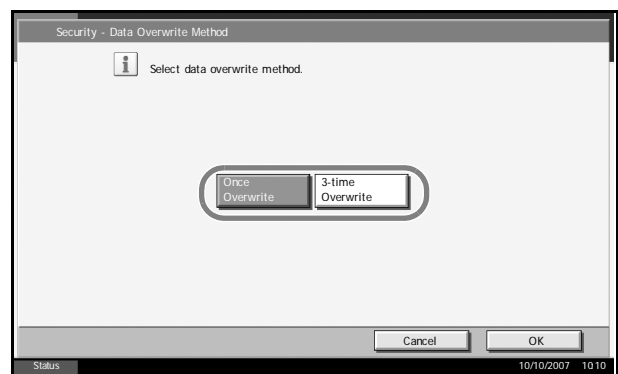 Security - Data Overwrite Method
Select data overwrite method.
Once
Overwrite
3-time
Overwrite
Cancel
OK
Status
10/10/2007 10:10